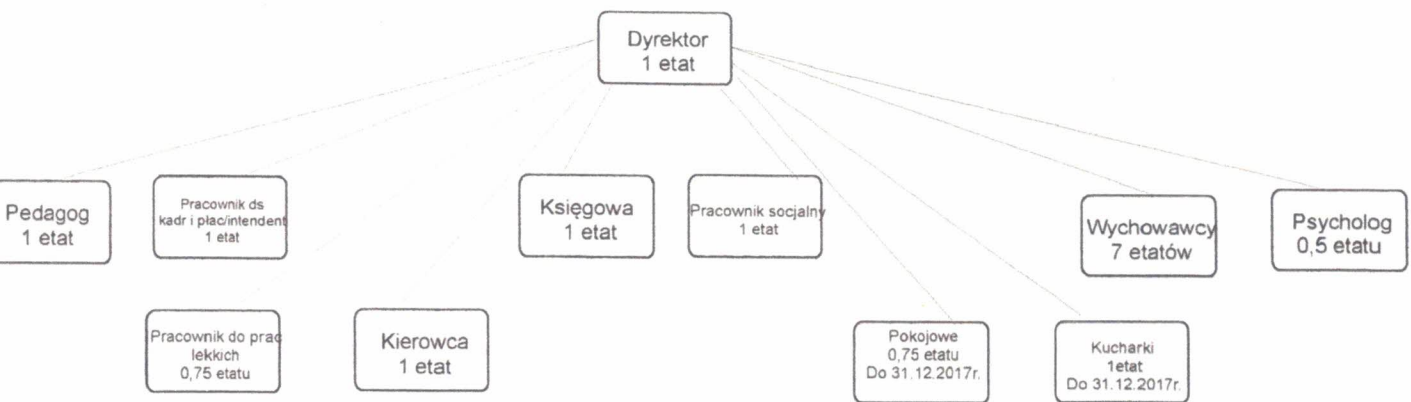 Dyrektor
1 etat
Pedagog
1 etat
Pracownik ds
kadr i płac/intendent
1 etat
Księgowa
1 etat
Pracownik socjalny
1 etat
Wychowawcy
7 etatów
Psycholog
0,5 etatu
Pracownik do prac
lekkich
0,75 etatu
Kierowca
1 etat
Pokojowe
0,75 etatu
Do 31.12.2017r.
Kucharki
1etat
Do 31.12.2017r.